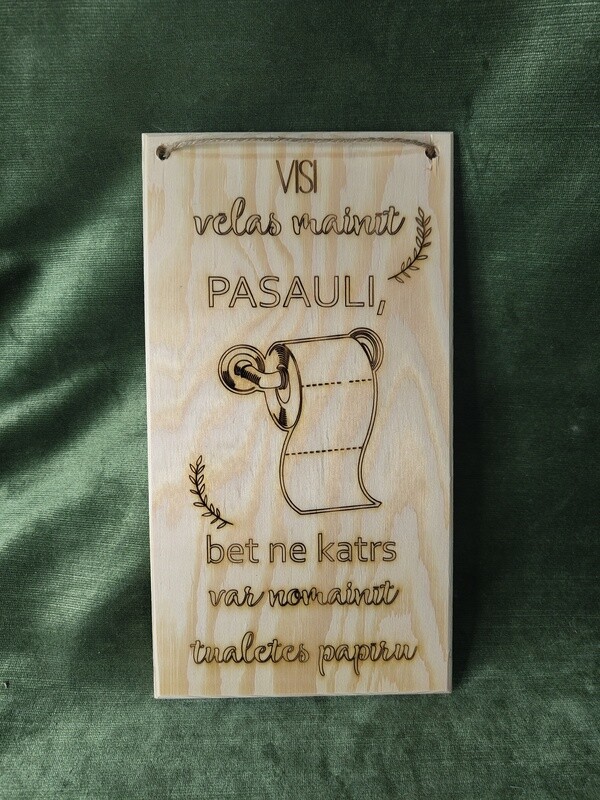 VISI
velas mainīt
PASAULI,
bet ne katrs
var nomainīt
tualetes papīru